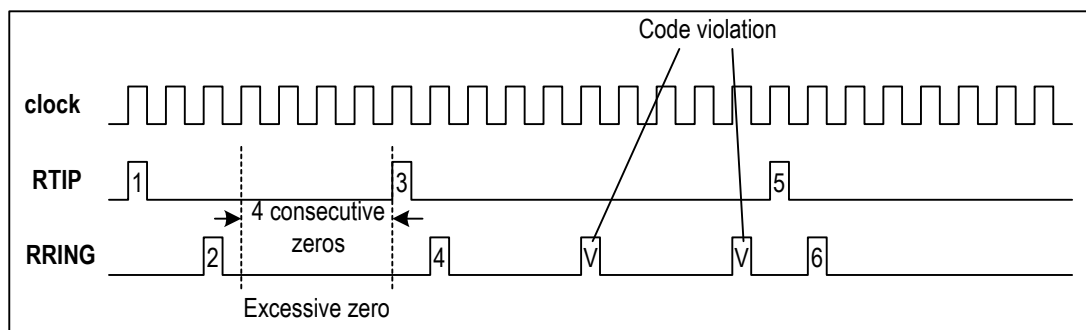 Code violation
clock
RTIP
1
3
5
4 consecutive
zeros
RRING
2
4
V
V
6
Excessive zero